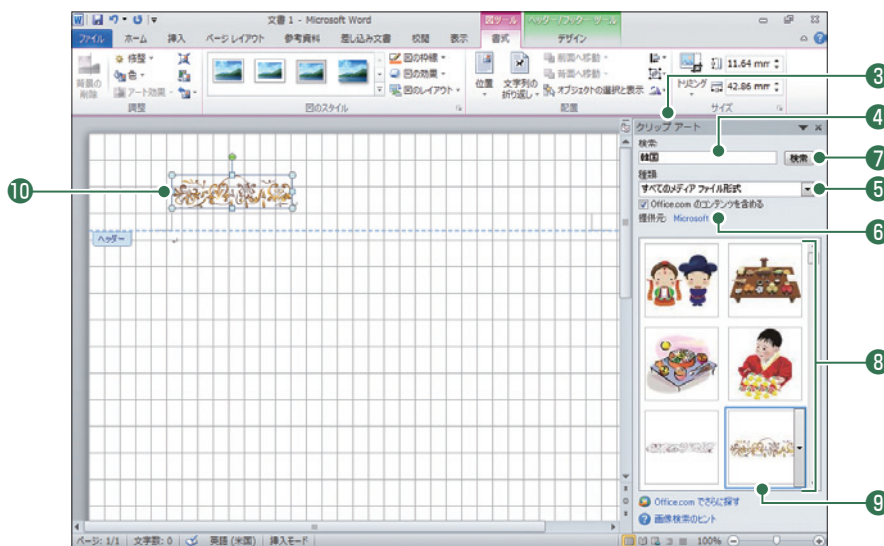 文書 1 - Microsoft Word
図ツール
ヘッダー/フッター ツール
ファイル ホーム 挿入 ページ レイアウト 参考資料 差し込み文書 校閲 表示 書式 デザイン
背景の
削除
修整
色
アート効果
調整
図の枠線
図の効果
図のレイアウト
図のスタイル
位置
文字列の
折り返し
前面へ移動
背面へ移動
オブジェクトの選択と表示
配置
トリミング
11.64 mm
42.86 mm
サイズ
❸
クリップ アート
検索:
❹
韓国
検索
❼
種類:
すべてのメディア ファイル形式
❺
Office.com のコンテンツを含める
提供元: Microsoft
❻
❿
ヘッダー
❽
❾
Office.com でさらに探す
画像検索のヒント
ページ: 1/1 文字数: 0 英語 (米国) 挿入モード 100%